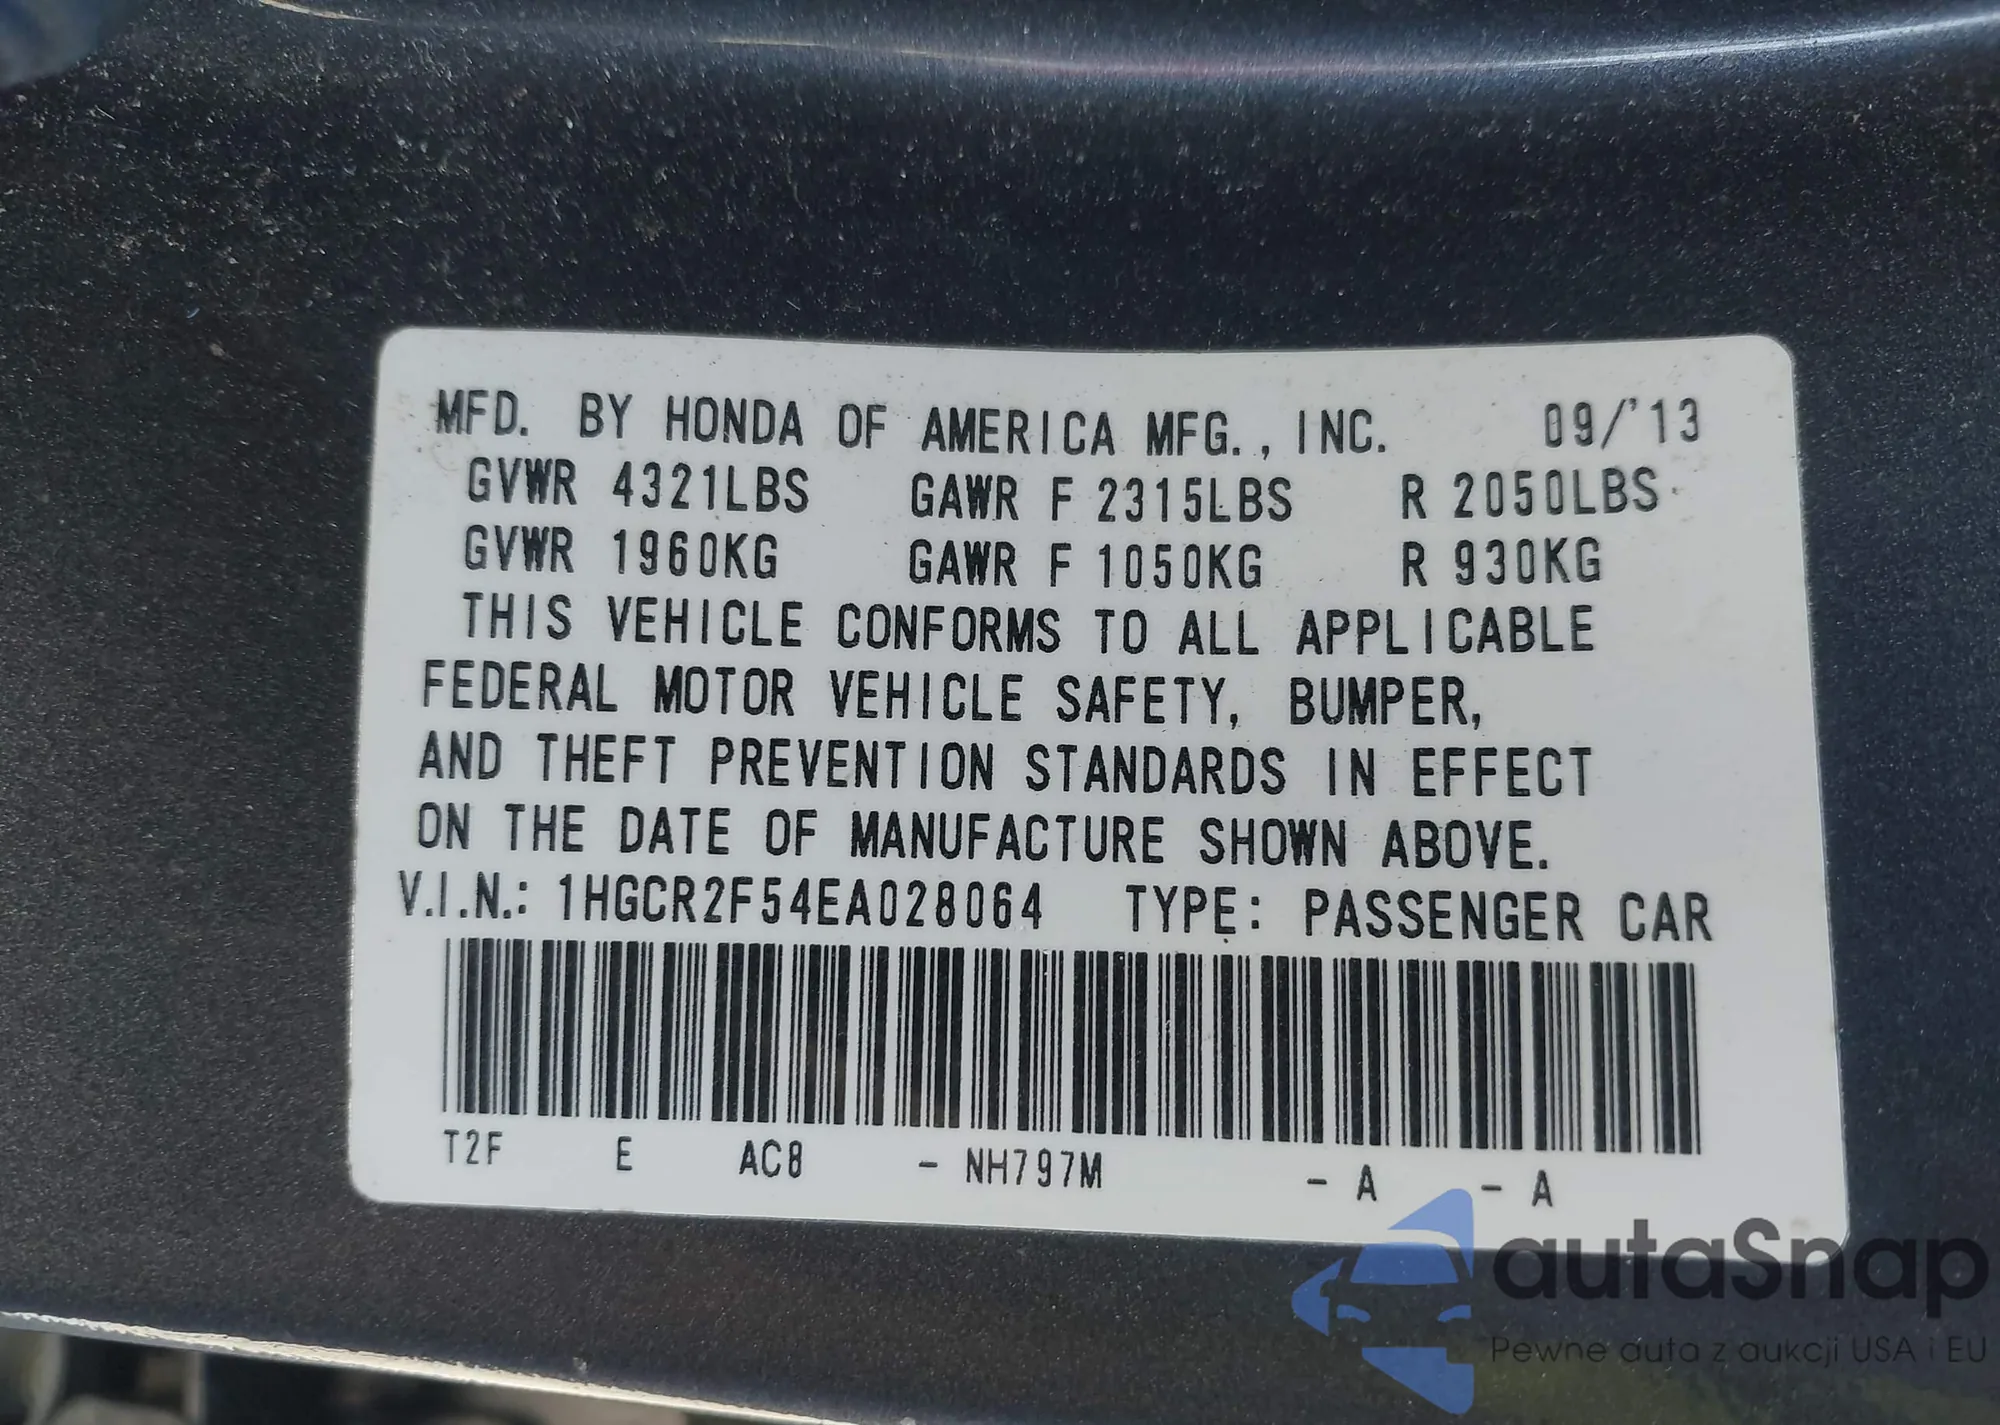 MFD. BY HONDA OF AMERICA MFG., INC. 09/'13
GVWR 4321LBS GAWR F 2315LBS R 2050LBS
GVWR 1960KG GAWR F 1050KG R 930KG
THIS VEHICLE CONFORMS TO ALL APPLICABLE
FEDERAL MOTOR VEHICLE SAFETY, BUMPER,
AND THEFT PREVENTION STANDARDS IN EFFECT
ON THE DATE OF MANUFACTURE SHOWN ABOVE.
V.I.N.: 1HGCR2F54EA028064 TYPE: PASSENGER CAR
T2F E AC8 - NH797M - A - A
autaSnap
Pewne auta z aukcji USA i EU